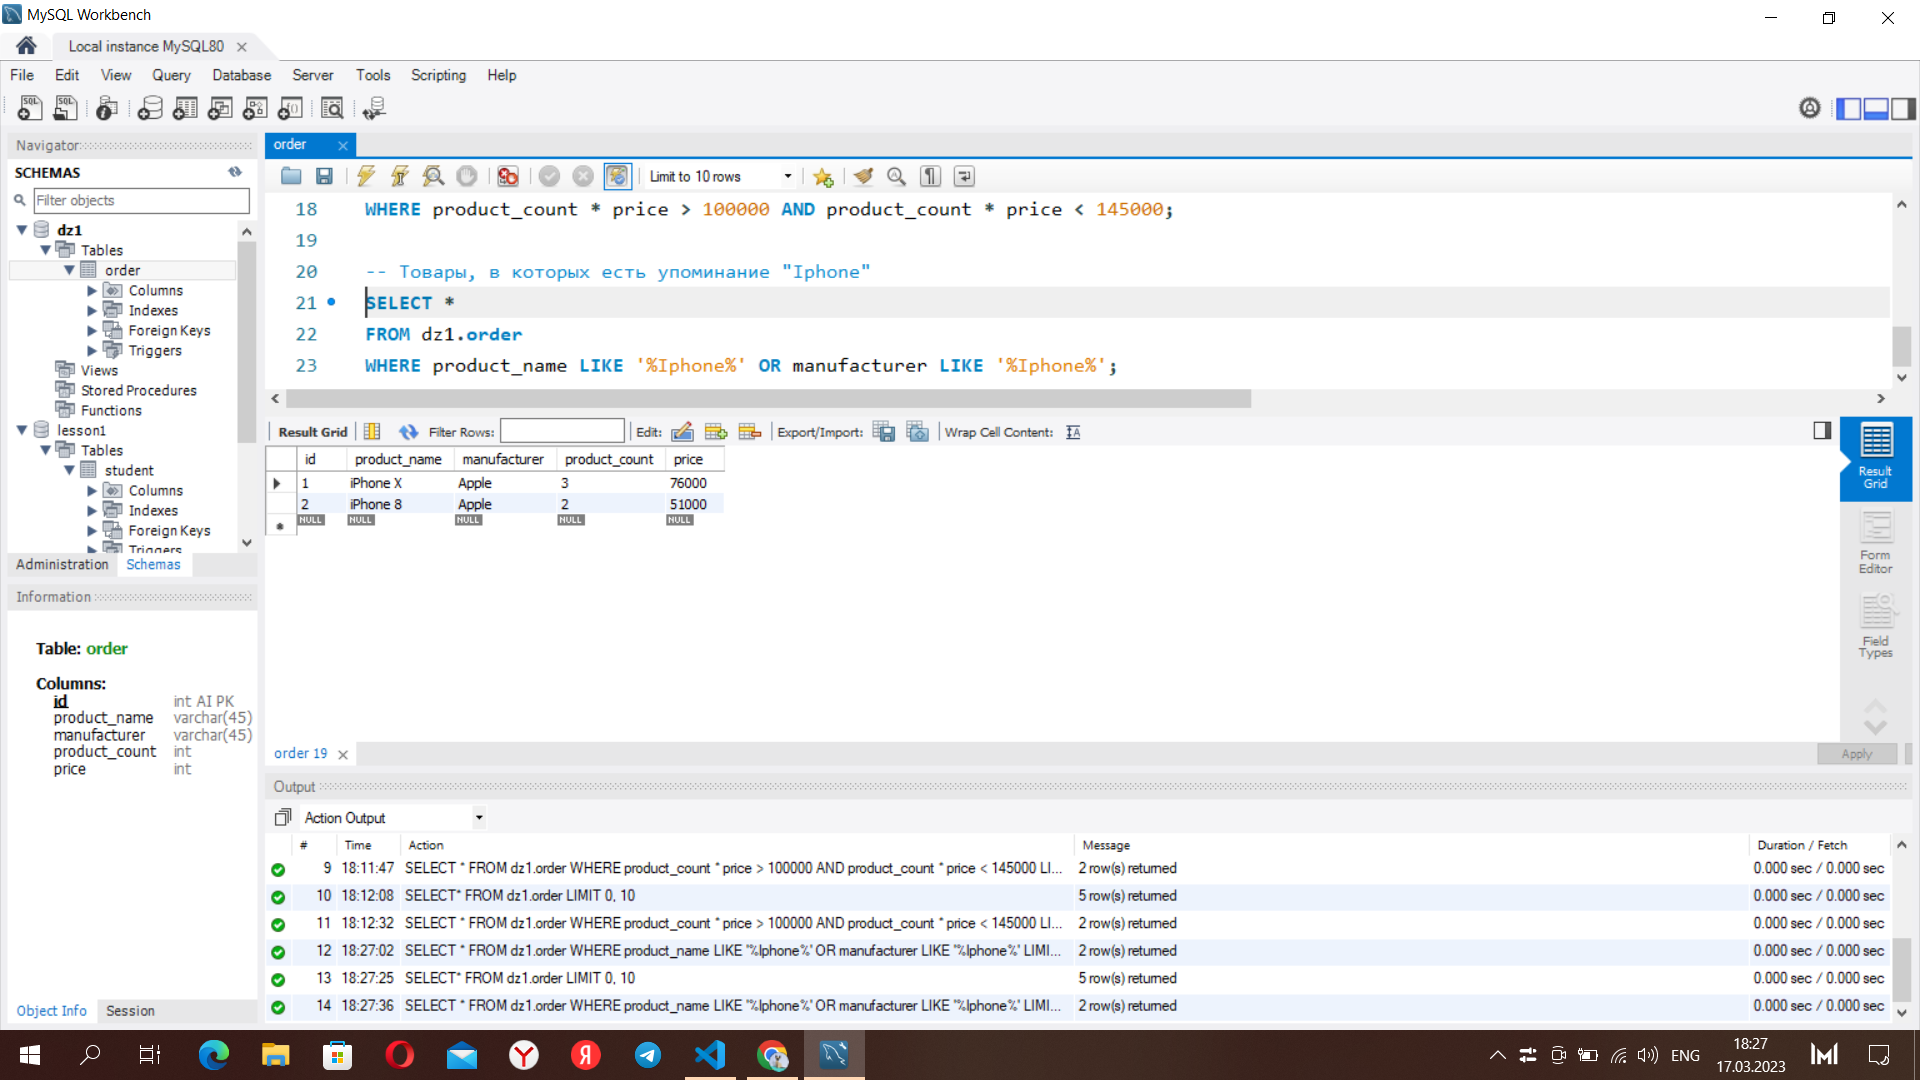 MySQL Workbench
Local instance MySQL80
File Edit View Query Database Server Tools Scripting Help
Navigator
SCHEMAS
Filter objects
dz1
Tables
order
Columns
Indexes
Foreign Keys
Triggers
Views
Stored Procedures
Functions
lesson1
Tables
student
Columns
Indexes
Foreign Keys
Triggers
Administration Schemas
Information
Table: order
Columns:
id int AI PK
product_name varchar(45)
manufacturer varchar(45)
product_count int
price int
Object Info Session
order
Limit to 10 rows
18 WHERE product_count * price > 100000 AND product_count * price < 145000;
19
20 -- Товары, в которых есть упоминание "Iphone"
21 SELECT *
22 FROM dz1.order
23 WHERE product_name LIKE '%Iphone%' OR manufacturer LIKE '%Iphone%';
Result Grid Filter Rows: Edit: Export/Import: Wrap Cell Content:
id product_name manufacturer product_count price
1 iPhone X Apple 3 76000
2 iPhone 8 Apple 2 51000
NULL NULL NULL NULL NULL
Result Grid
Form Editor
Field Types
order 19
Apply
Output
Action Output
# Time Action Message Duration / Fetch
9 18:11:47 SELECT * FROM dz1.order WHERE product_count * price > 100000 AND product_count * price < 145000 LI... 2 row(s) returned 0.000 sec / 0.000 sec
10 18:12:08 SELECT* FROM dz1.order LIMIT 0, 10 5 row(s) returned 0.000 sec / 0.000 sec
11 18:12:32 SELECT * FROM dz1.order WHERE product_count * price > 100000 AND product_count * price < 145000 LI... 2 row(s) returned 0.000 sec / 0.000 sec
12 18:27:02 SELECT * FROM dz1.order WHERE product_name LIKE '%Iphone%' OR manufacturer LIKE '%Iphone%' LIMI... 2 row(s) returned 0.000 sec / 0.000 sec
13 18:27:25 SELECT* FROM dz1.order LIMIT 0, 10 5 row(s) returned 0.000 sec / 0.000 sec
14 18:27:36 SELECT * FROM dz1.order WHERE product_name LIKE '%Iphone%' OR manufacturer LIKE '%Iphone%' LIMI... 2 row(s) returned 0.000 sec / 0.000 sec
ENG
18:27
17.03.2023